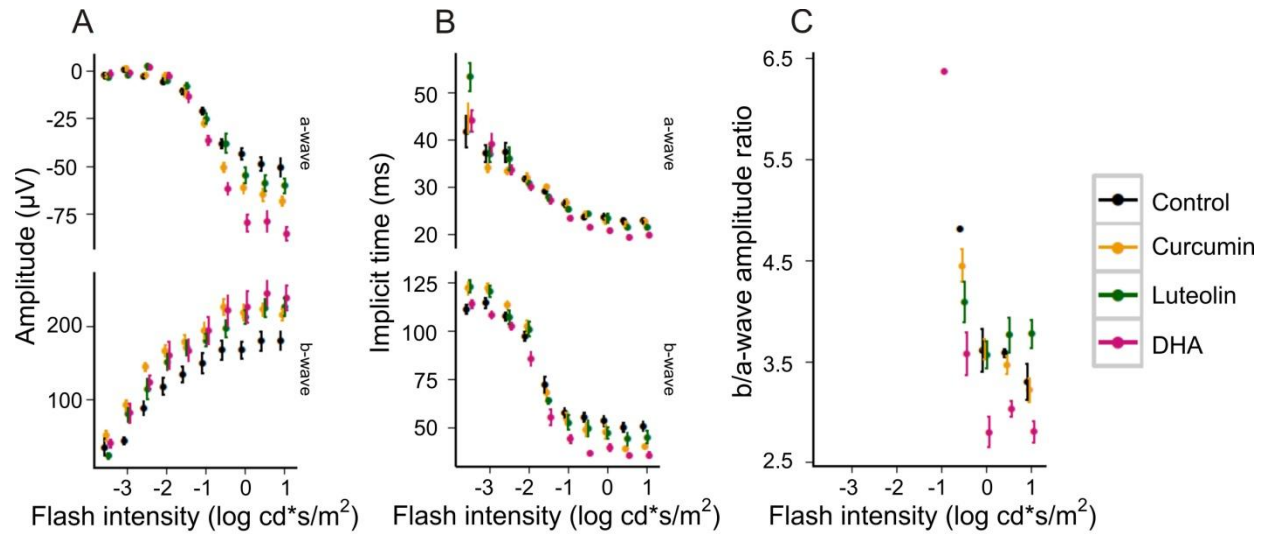 A
B
C
0
-25
-50
-75
200
100
Amplitude (µV)
a-wave
b-wave
-3 -2 -1 0 1
Flash intensity (log cd*s/m²)
50
40
30
20
125
100
75
50
Implicit time (ms)
a-wave
b-wave
-3 -2 -1 0 1
Flash intensity (log cd*s/m²)
6.5
5.5
4.5
3.5
2.5
b/a-wave amplitude ratio
-3 -2 -1 0 1
Flash intensity (log cd*s/m²)
Control
Curcumin
Luteolin
DHA